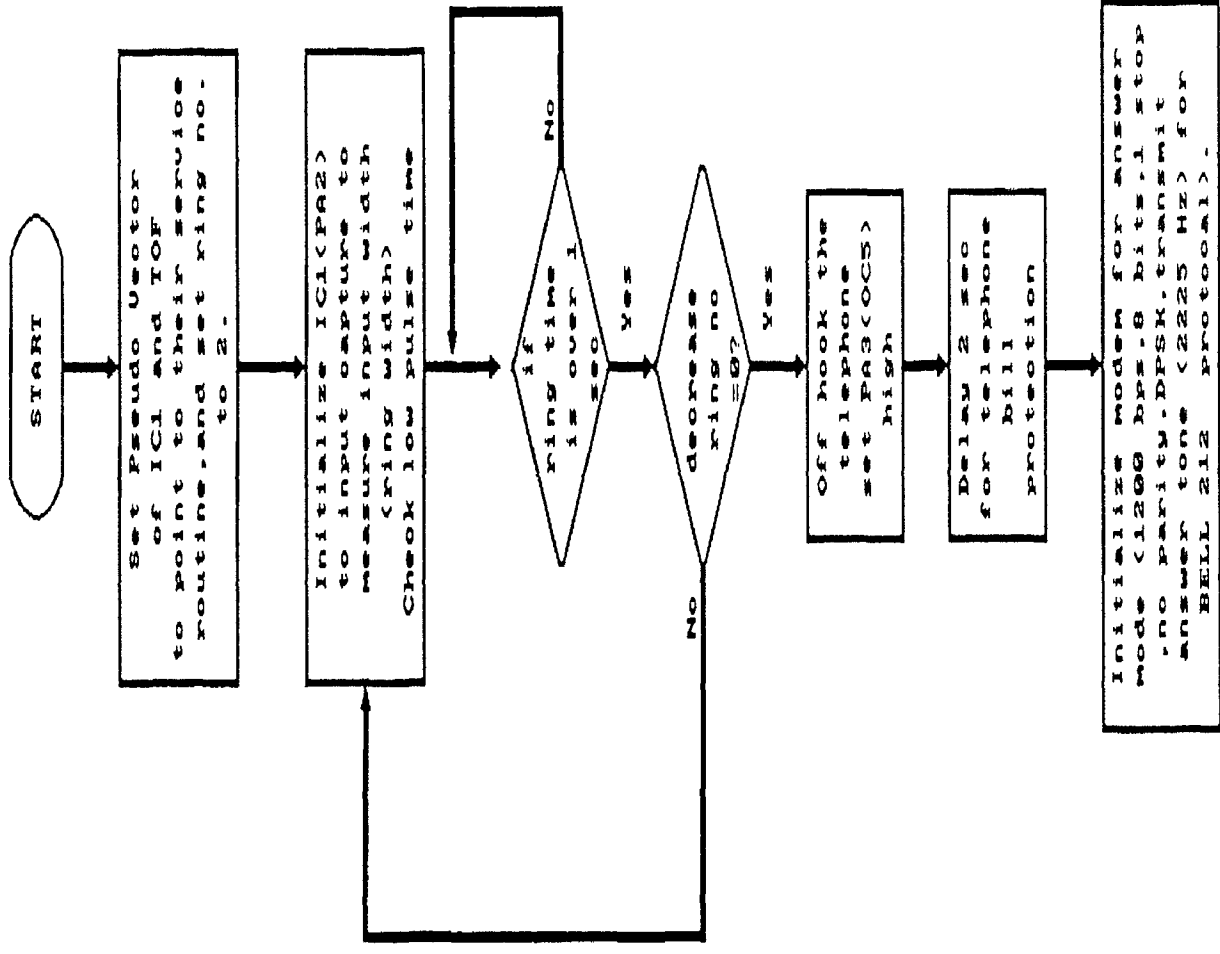 START
Set Pseudo Vector
of IC1 and TOF
to point to their service
routine.and set ring no.
to 2.
Initialize IC1(PA2)
to input capture to
measure input width
(ring width)
Check low pulse time
if
ring time
is over 1
sec
No
Yes
decrease
ring no
=0?
No
Yes
Off hook the
telephone
set PA3(OC5)
high
Delay 2 sec
for telephone
bill
protection
Initialize modem for answer
mode (1200 bps.8 bits.1 stop
.no parity.DPSK.transmit
answer tone (2225 Hz) for
BELL 212 protocal).